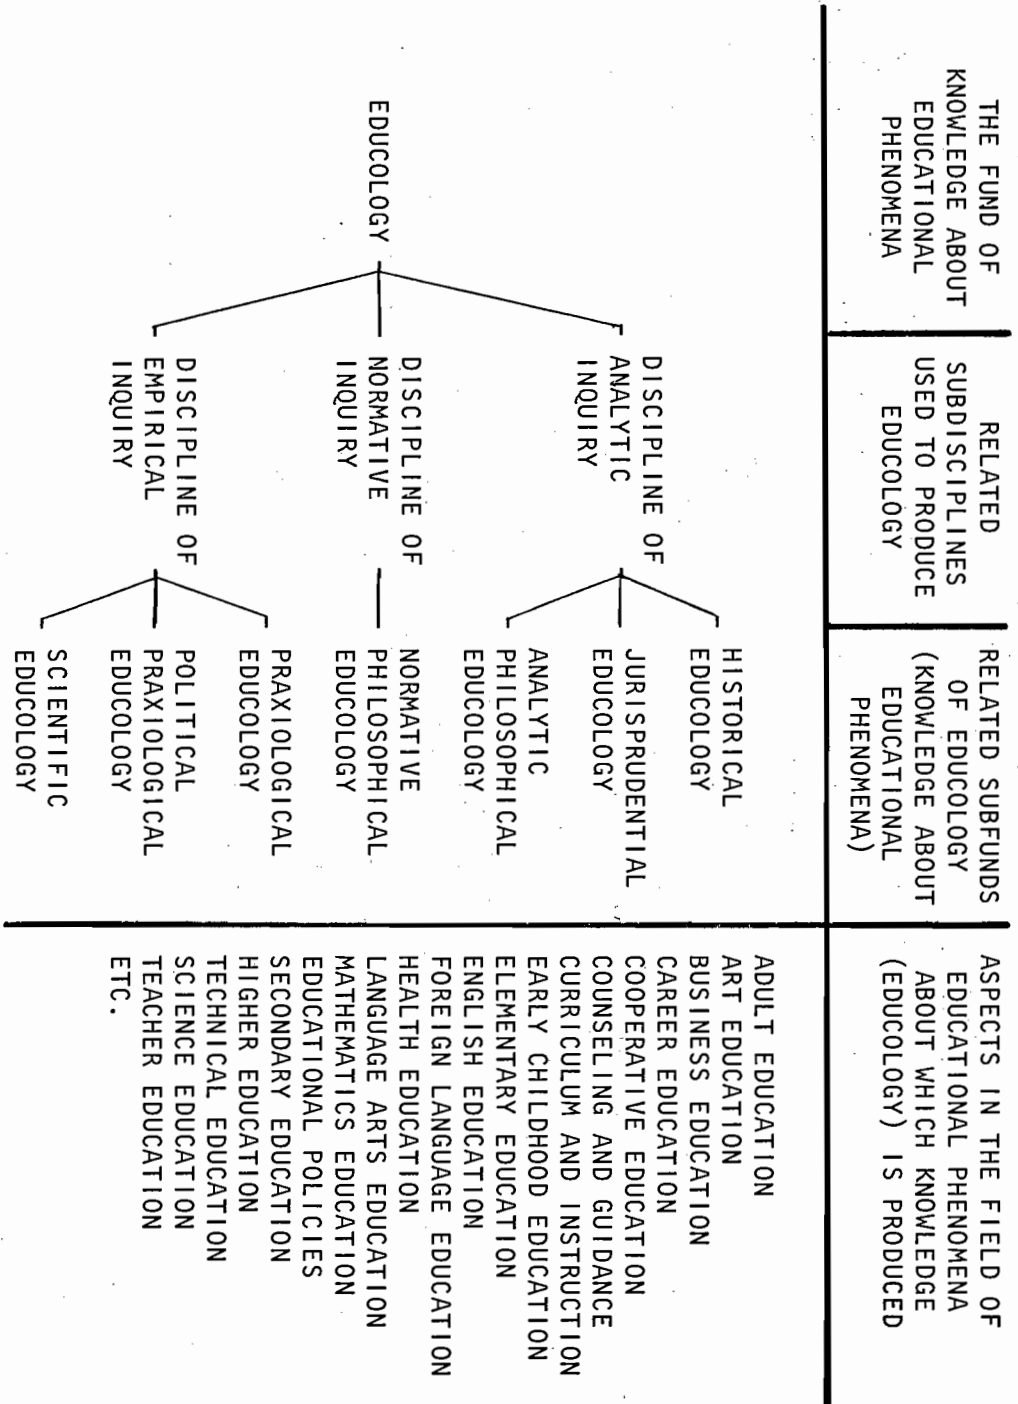 THE FUND OF
KNOWLEDGE ABOUT
EDUCATIONAL
PHENOMENA
RELATED
SUBDISCIPLINES
USED TO PRODUCE
EDUCOLOGY
RELATED SUBFUNDS
OF EDUCOLOGY
(KNOWLEDGE ABOUT
EDUCATIONAL
PHENOMENA)
ASPECTS IN THE FIELD OF
EDUCATIONAL PHENOMENA
ABOUT WHICH KNOWLEDGE
(EDUCOLOGY) IS PRODUCED
EDUCOLOGY
DISCIPLINE OF
ANALYTIC
INQUIRY
DISCIPLINE OF
NORMATIVE
INQUIRY
DISCIPLINE OF
EMPIRICAL
INQUIRY
HISTORICAL
EDUCOLOGY
JURISPRUDENTIAL
EDUCOLOGY
ANALYTIC
PHILOSOPHICAL
EDUCOLOGY
NORMATIVE
PHILOSOPHICAL
EDUCOLOGY
PRAXIOLOGICAL
EDUCOLOGY
POLITICAL
PRAXIOLOGICAL
EDUCOLOGY
SCIENTIFIC
EDUCOLOGY
ADULT EDUCATION
ART EDUCATION
BUSINESS EDUCATION
CAREER EDUCATION
COOPERATIVE EDUCATION
COUNSELING AND GUIDANCE
CURRICULUM AND INSTRUCTION
EARLY CHILDHOOD EDUCATION
ELEMENTARY EDUCATION
ENGLISH EDUCATION
FOREIGN LANGUAGE EDUCATION
HEALTH EDUCATION
LANGUAGE ARTS EDUCATION
MATHEMATICS EDUCATION
EDUCATIONAL POLICIES
SECONDARY EDUCATION
HIGHER EDUCATION
TECHNICAL EDUCATION
SCIENCE EDUCATION
TEACHER EDUCATION
ETC.